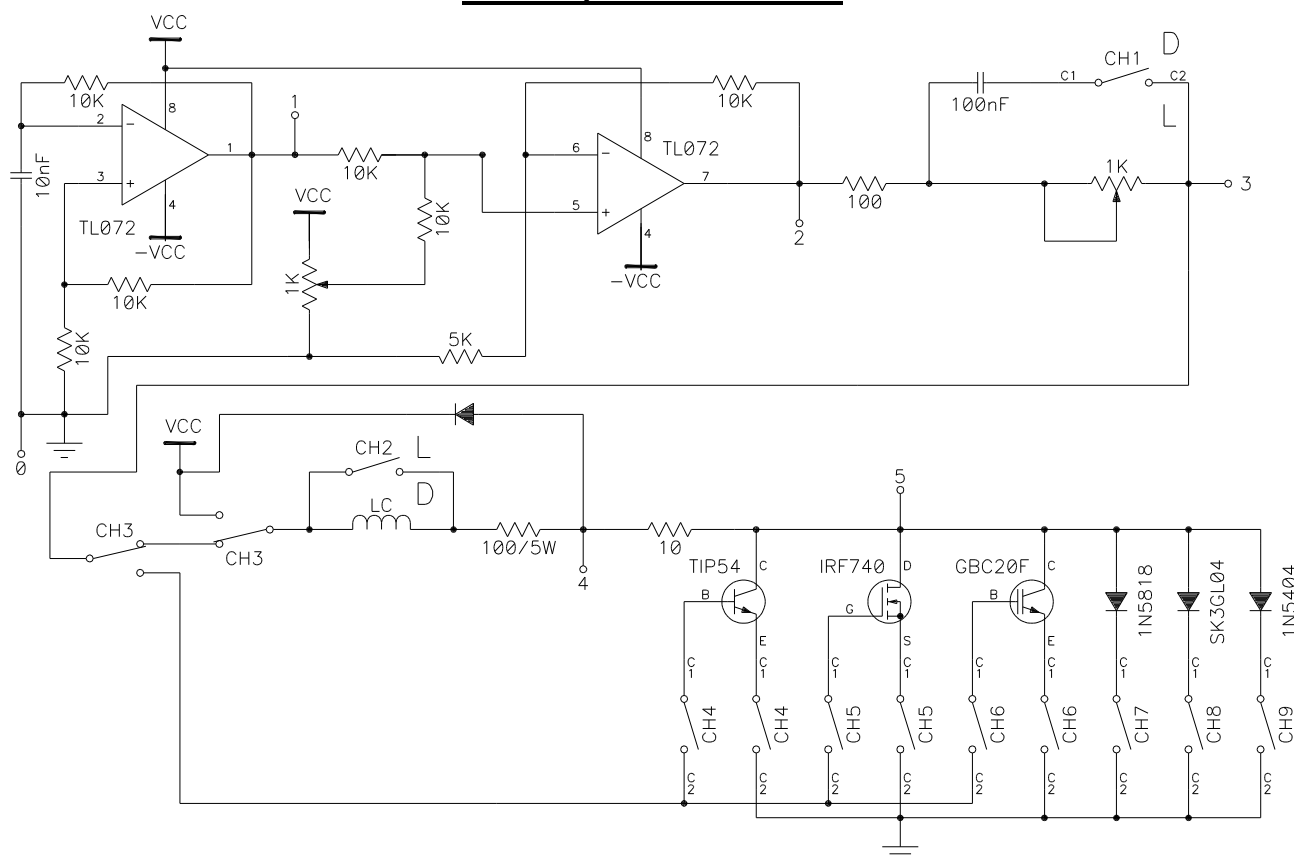 VCC
10K
8
2
1
10nF
3
TL072
4
-VCC
10K
10K
1
10K
VCC
10K
1K
5K
10K
6
8
TL072
7
5
4
-VCC
2
100
100nF
C1
CH1
C2
D
L
1K
3
0
VCC
CH3
CH3
CH2
L
D
LC
100/5W
4
10
5
TIP54
C
B
E
IRF740
D
G
S
GBC20F
C
B
E
1N5818
SK3GL04
1N5404
C1
C1
C1
C1
C1
C1
C1
C1
C1
CH4
CH4
CH5
CH5
CH6
CH6
CH7
CH8
CH9
C2
C2
C2
C2
C2
C2
C2
C2
C2